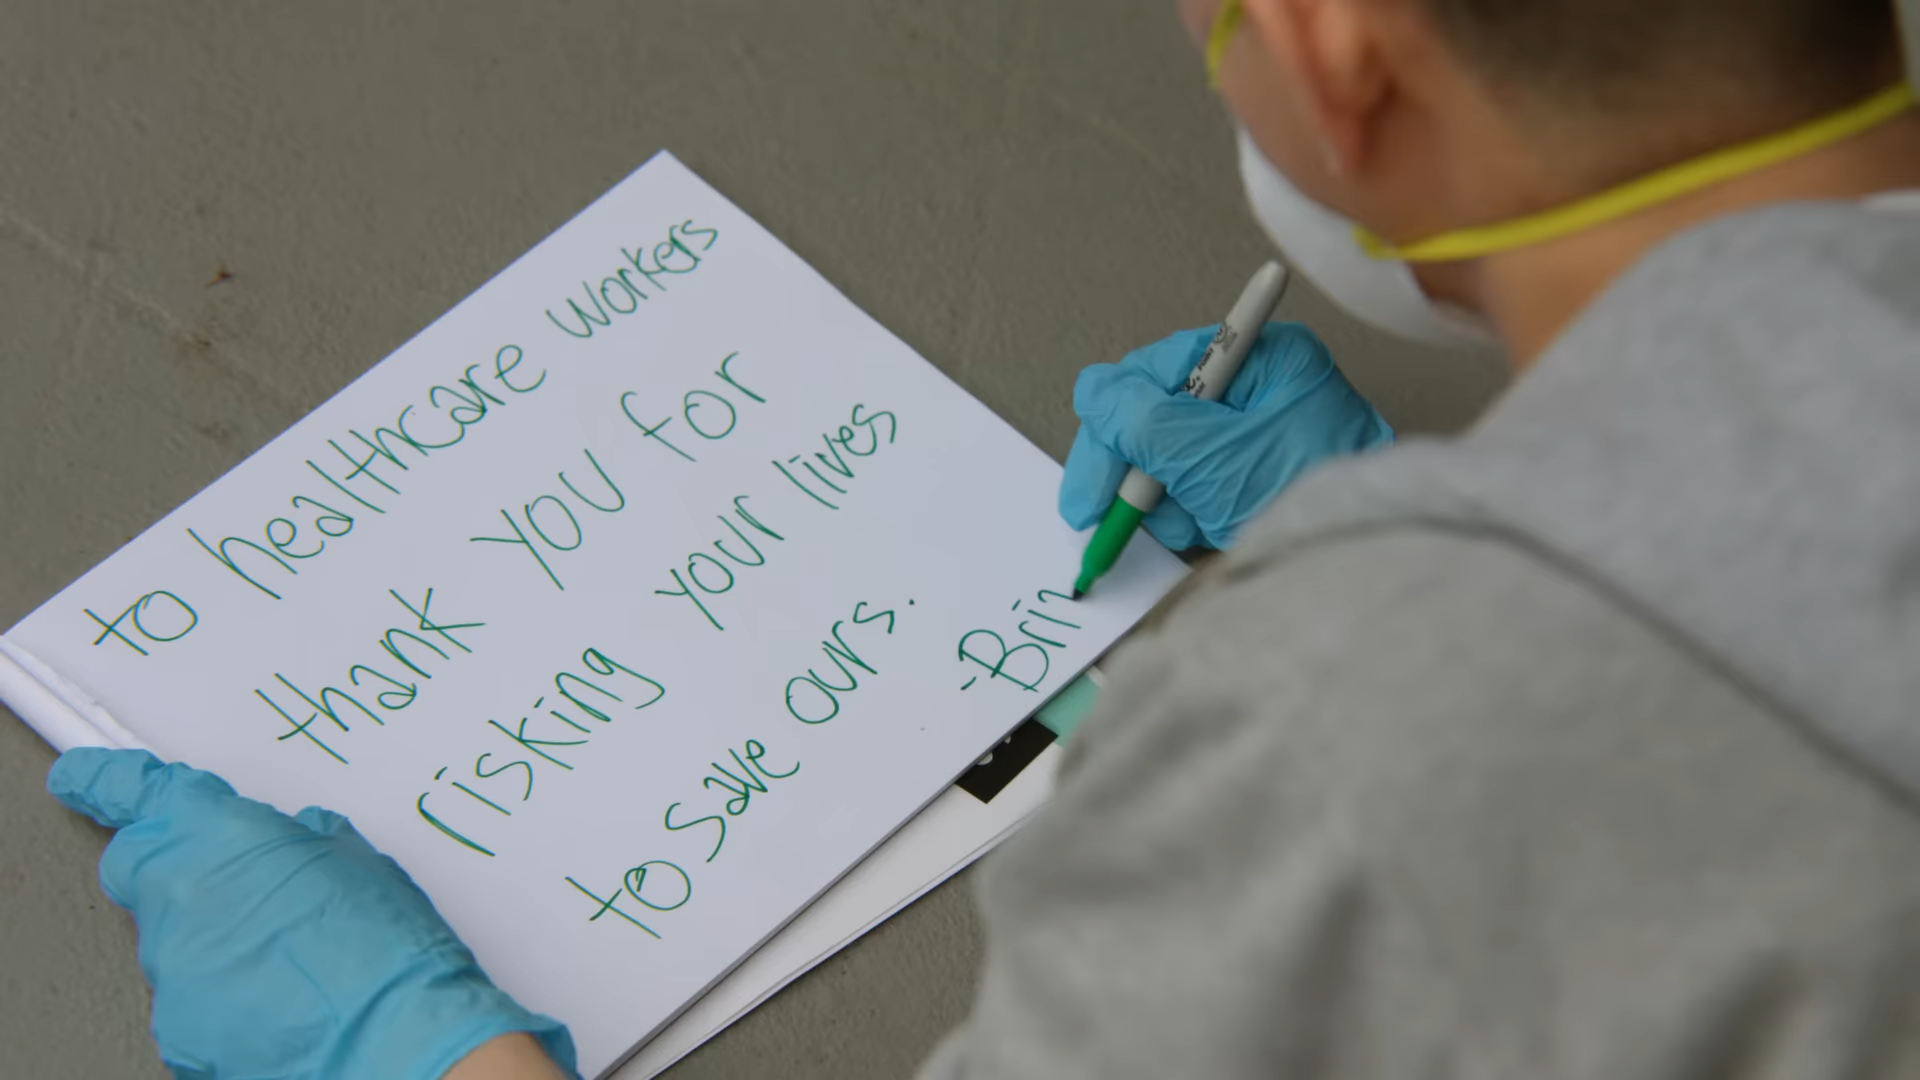 to healthcare workers
thank you for
risking your lives
to save ours.
-Brin